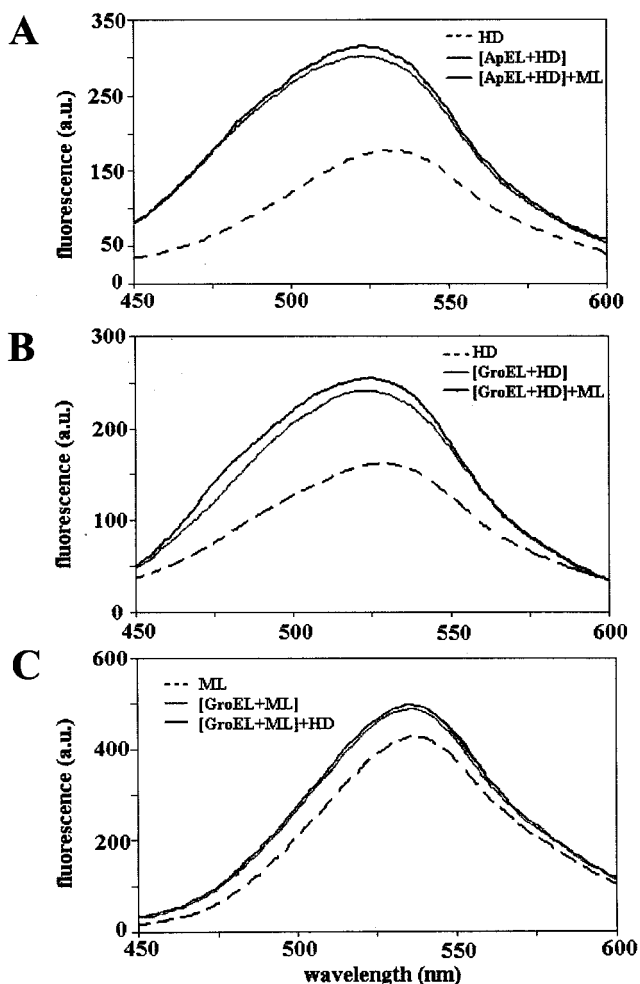 A
fluorescence (a.u.)
350
250
150
50
0
450
500
550
600
HD
[ApEL+HD]
[ApEL+HD]+ML
B
fluorescence (a.u.)
300
200
100
0
450
500
550
600
HD
[GroEL+HD]
[GroEL+HD]+ML
C
fluorescence (a.u.)
600
400
200
0
450
500
550
600
ML
[GroEL+ML]
[GroEL+ML]+HD
wavelength (nm)